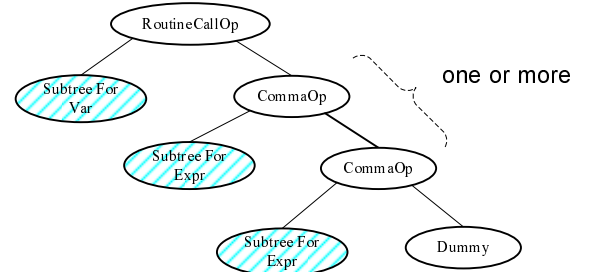 RoutineCallOp
Subtree For
Var
CommaOp
one or more
Subtree For
Expr
CommaOp
Subtree For
Expr
Dummy